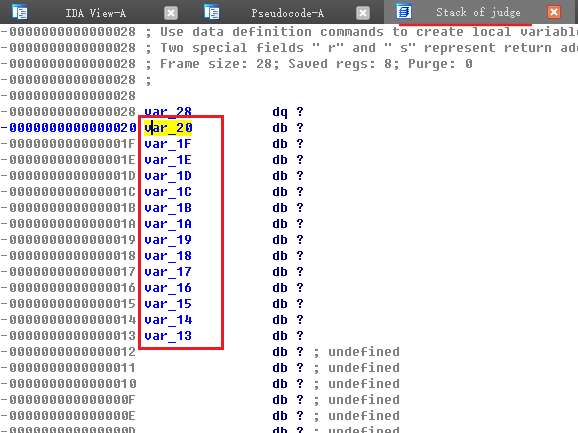 IDA View-A Pseudocode-A Stack of judge
-0000000000000028 ; Use data definition commands to create local variable
-0000000000000028 ; Two special fields " r" and " s" represent return add
-0000000000000028 ; Frame size: 28; Saved regs: 8; Purge: 0
-0000000000000028 ;
-0000000000000028
-0000000000000028 var_28 dq ?
-0000000000000020 var_20 db ?
-000000000000001F var_1F db ?
-000000000000001E var_1E db ?
-000000000000001D var_1D db ?
-000000000000001C var_1C db ?
-000000000000001B var_1B db ?
-000000000000001A var_1A db ?
-0000000000000019 var_19 db ?
-0000000000000018 var_18 db ?
-0000000000000017 var_17 db ?
-0000000000000016 var_16 db ?
-0000000000000015 var_15 db ?
-0000000000000014 var_14 db ?
-0000000000000013 var_13 db ?
-0000000000000012 db ? ; undefined
-0000000000000011 db ? ; undefined
-0000000000000010 db ? ; undefined
-000000000000000F db ? ; undefined
-000000000000000E db ? ; undefined
-000000000000000D db ? ; undefined